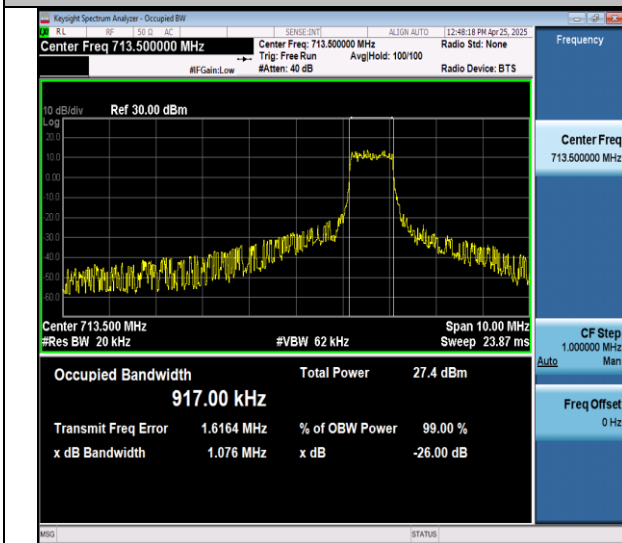 Keysight Spectrum Analyzer - Occupied BW
RL RF 50 Ω AC SENSE:INT ALIGN AUTO 12:48:18 PM Apr 25, 2025
Center Freq 713.500000 MHz
Center Freq: 713.500000 MHz Radio Std: None
Trig: Free Run Avg|Hold: 100/100
#IFGain:Low #Atten: 40 dB Radio Device: BTS
Frequency
10 dB/div Ref 30.00 dBm
Log
20.0
10.0
0.00
-10.0
-20.0
-30.0
-40.0
-50.0
-60.0
Center Freq
713.500000 MHz
Center 713.500 MHz Span 10.00 MHz
#Res BW 20 kHz #VBW 62 kHz Sweep 23.87 ms
CF Step
1.000000 MHz
Auto Man
Occupied Bandwidth Total Power 27.4 dBm
917.00 kHz
Transmit Freq Error 1.6164 MHz % of OBW Power 99.00 %
x dB Bandwidth 1.076 MHz x dB -26.00 dB
Freq Offset
0 Hz
MSG STATUS